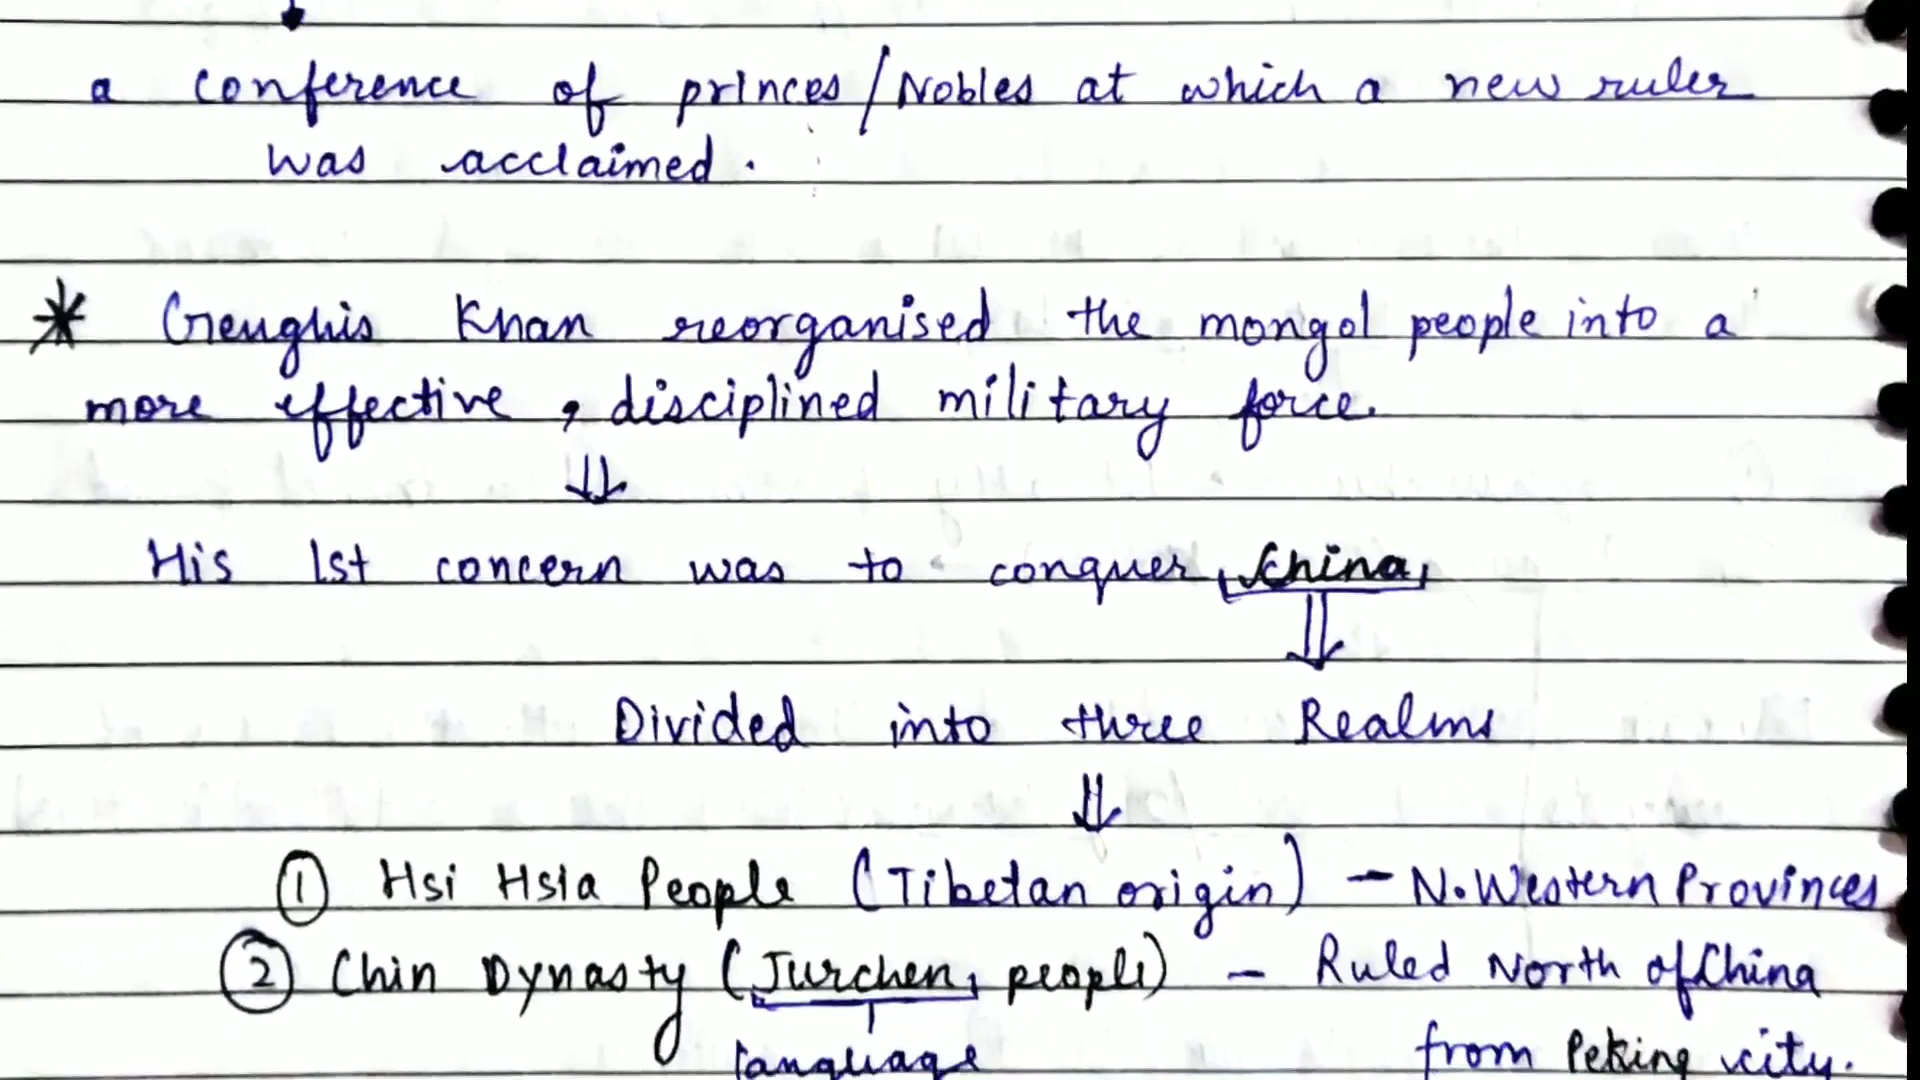 a conference of princes/Nobles at which a new ruler
was acclaimed.
* Genghis Khan reorganised the mongol people into a
more effective, disciplined military force.
⇓
His 1st concern was to conquer China
⇓
Divided into three Realms
⇓
① Hsi Hsia People (Tibetan origin) — N. Western Provinces
② Chin Dynasty (Jurchen people) — Ruled North of China
language from Peking city.